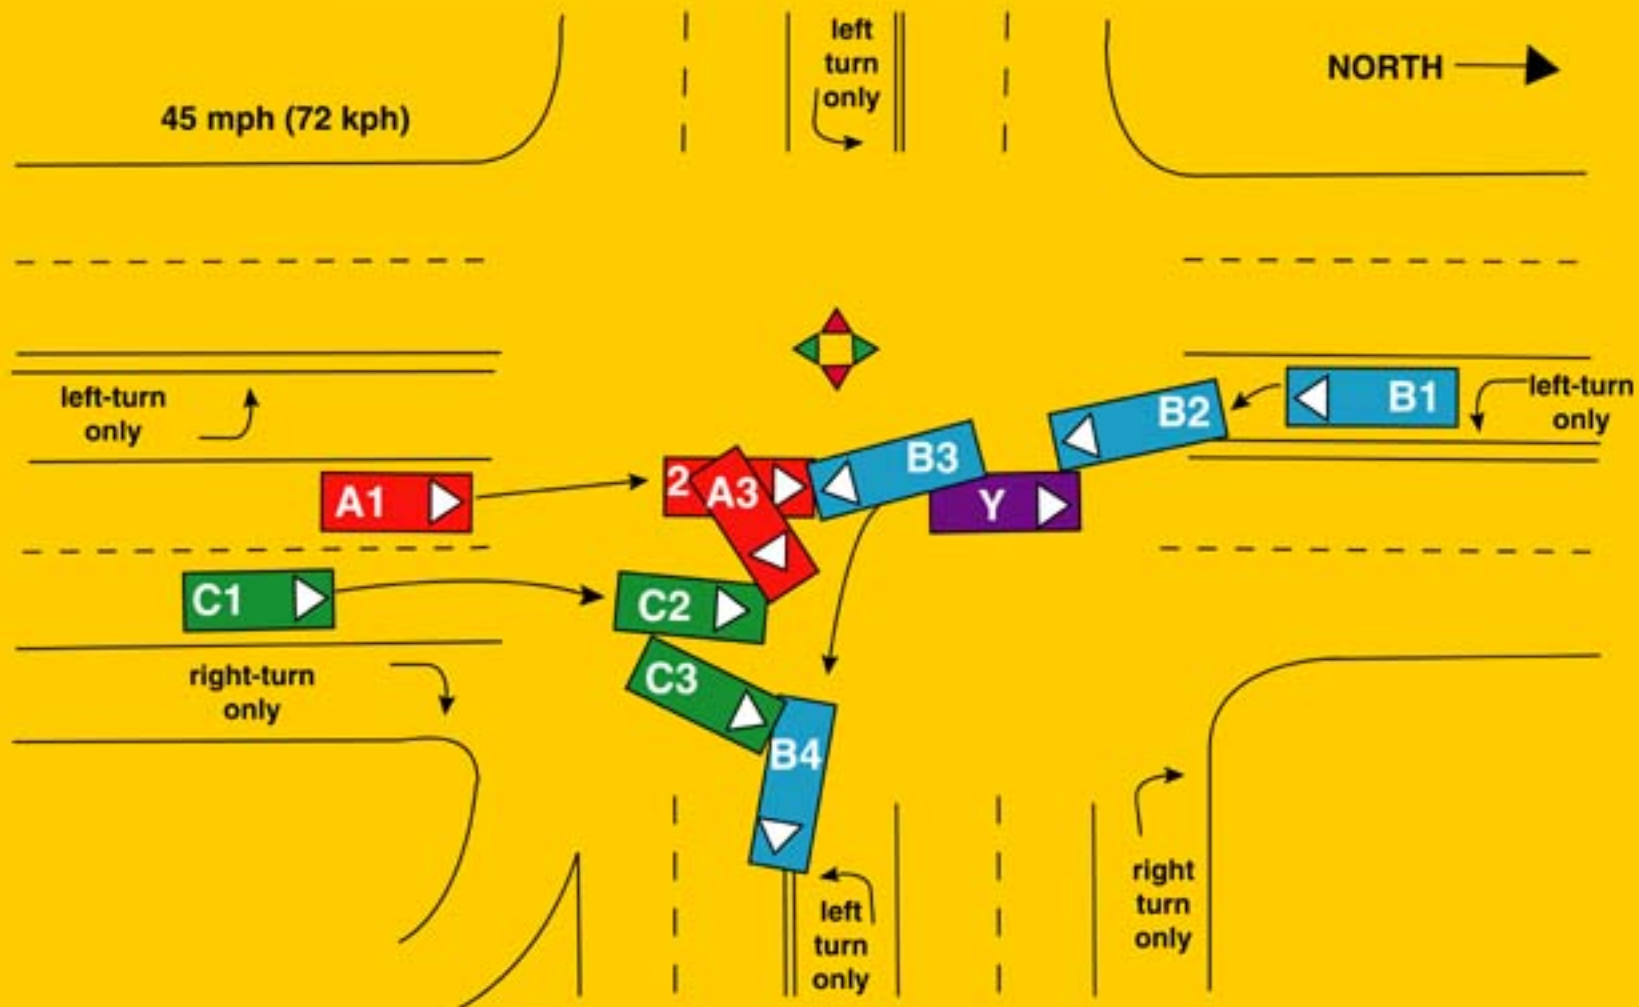 left
turn
only
NORTH
45 mph (72 kph)
left-turn
only
B1
left-turn
only
B2
B3
2
A3
A1
Y
C1
C2
right-turn
only
C3
B4
left
turn
only
right
turn
only